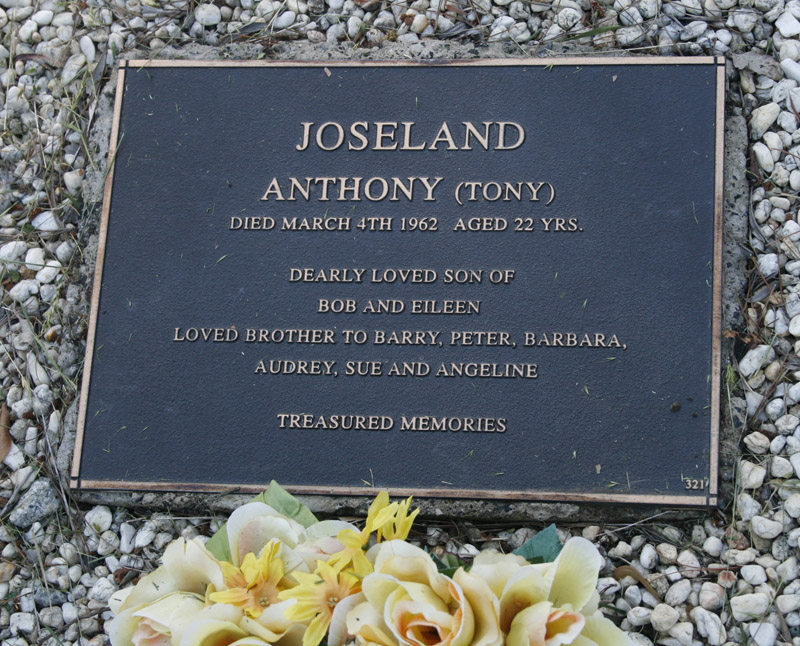 JOSELAND
ANTHONY (TONY)
DIED MARCH 4TH 1962 AGED 22 YRS.
DEARLY LOVED SON OF
BOB AND EILEEN
LOVED BROTHER TO BARRY, PETER, BARBARA,
AUDREY, SUE AND ANGELINE
TREASURED MEMORIES
321